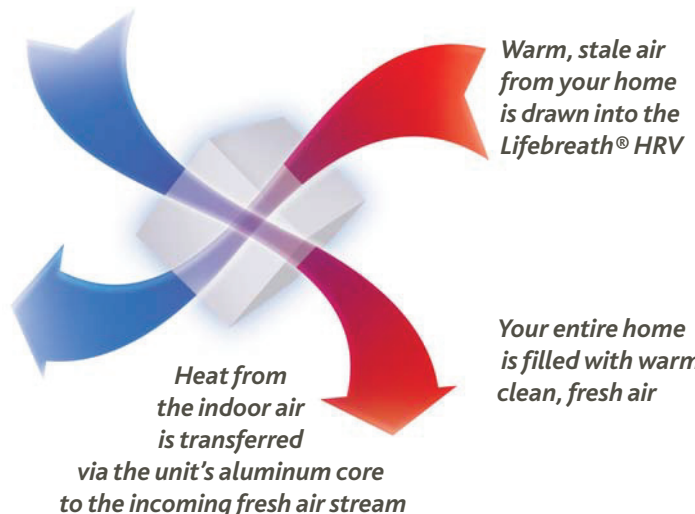 Warm, stale air
from your home
is drawn into the
Lifebreath® HRV
Your entire home
is filled with warm
clean, fresh air
Heat from
the indoor air
is transferred
via the unit's aluminum core
to the incoming fresh air stream